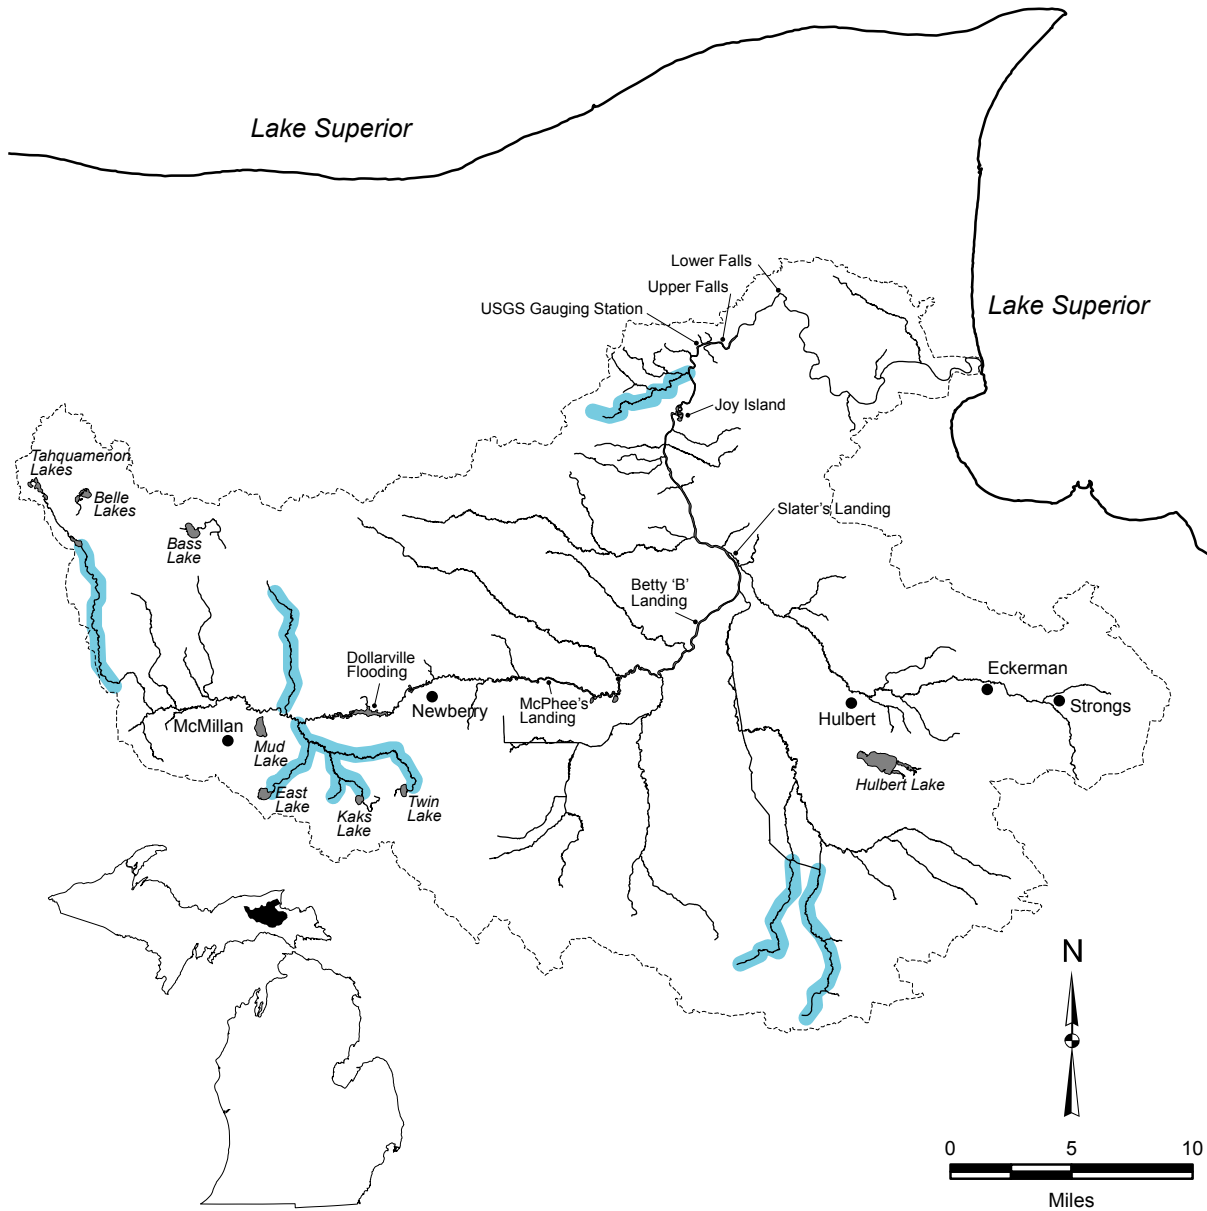 Lake Superior
Lower Falls
Upper Falls
USGS Gauging Station
Lake Superior
Joy Island
Tahquamenon
Lakes
Belle
Lakes
Bass
Lake
Slater's Landing
Betty ‘B’
Landing
Dollarville
Flooding
Eckerman
McMillan
Newberry
McPhee's
Landing
Hulbert
Strongs
Mud
Lake
Hulbert Lake
East
Lake
Kaks
Lake
Twin
Lake
N
0 5 10
Miles